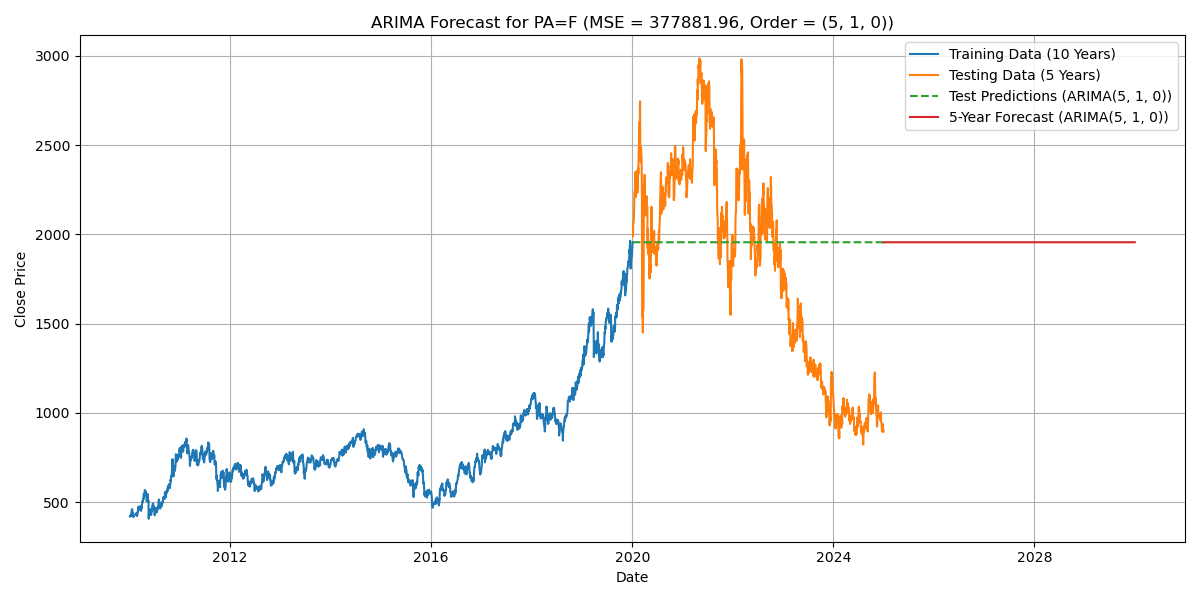 ARIMA Forecast for PA=F (MSE = 377881.96, Order = (5, 1, 0))
Training Data (10 Years)
Testing Data (5 Years)
Test Predictions (ARIMA(5, 1, 0))
5-Year Forecast (ARIMA(5, 1, 0))
Close Price
3000
2500
2000
1500
1000
500
2012
2016
2020
2024
2028
Date